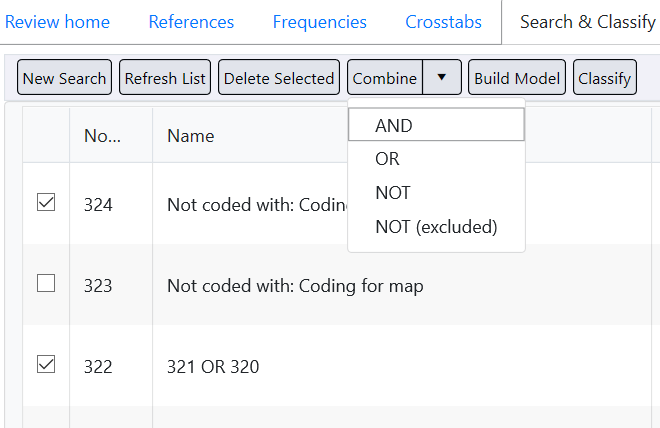 Review home References Frequencies Crosstabs Search & Classify
New Search Refresh List Delete Selected Combine Build Model Classify
AND
No... Name
OR
NOT
324 Not coded with: Coding
NOT (excluded)
323 Not coded with: Coding for map
322 321 OR 320